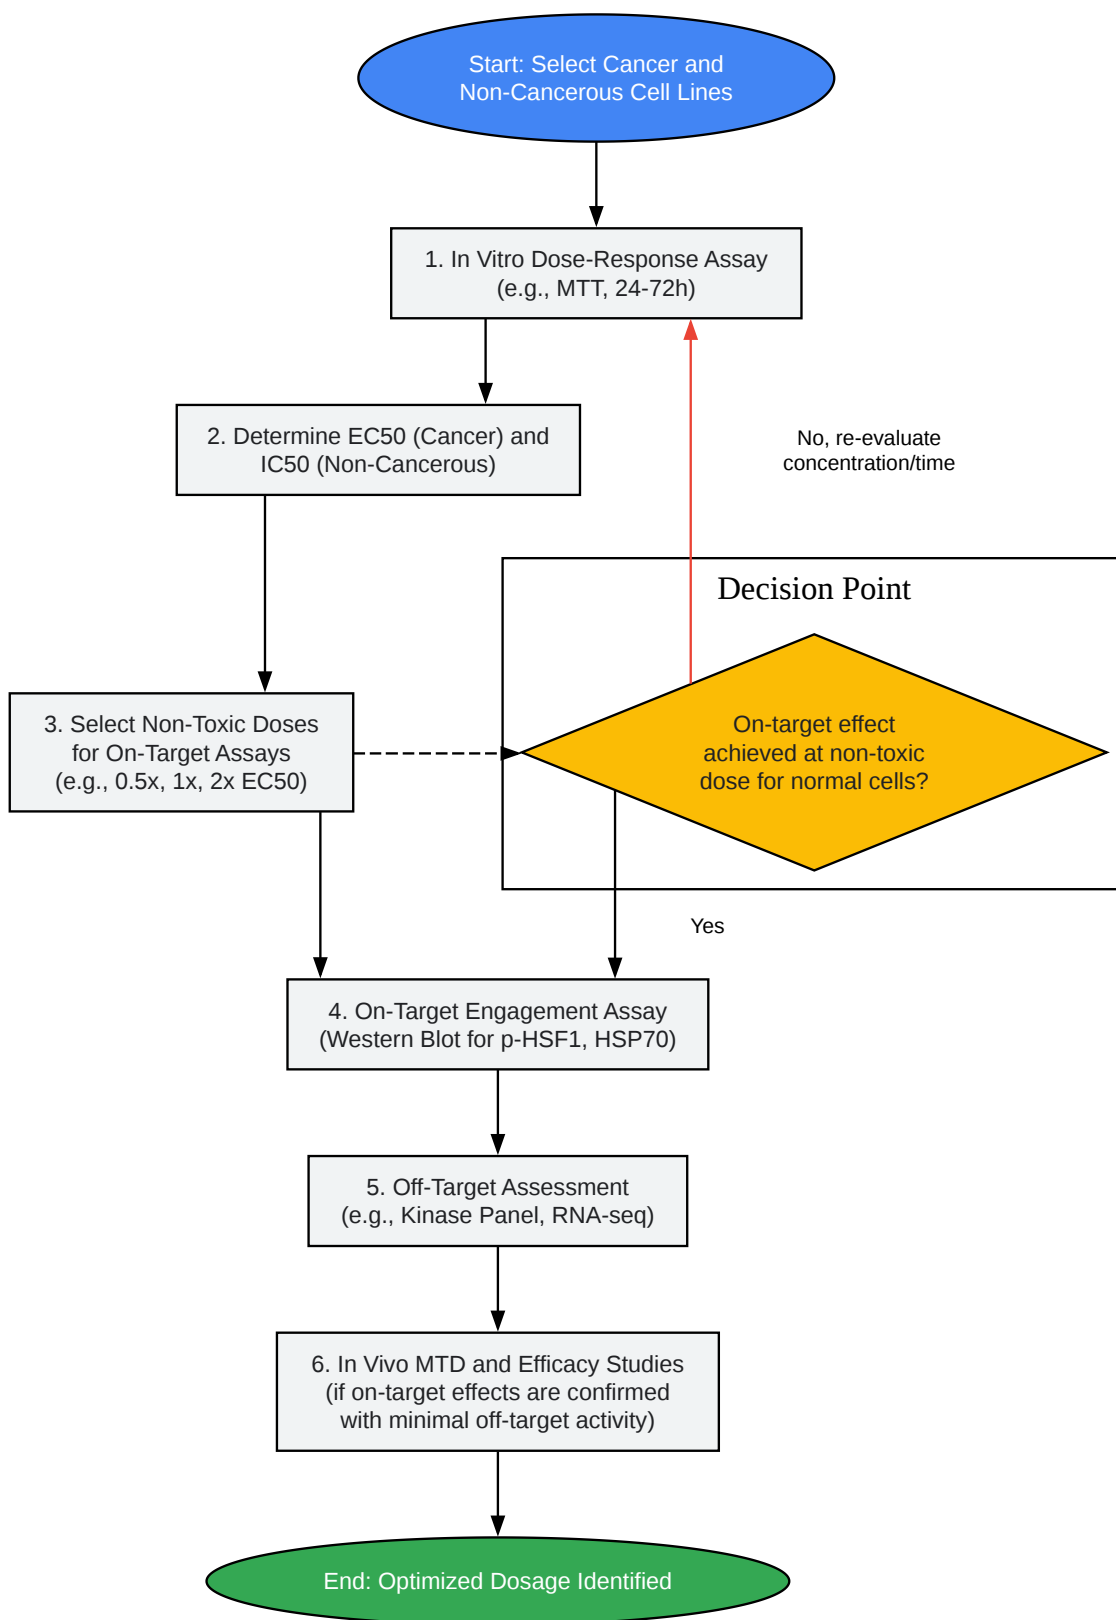 Start: Select Cancer and
Non-Cancerous Cell Lines
1. In Vitro Dose-Response Assay
(e.g., MTT, 24-72h)
2. Determine EC50 (Cancer) and
IC50 (Non-Cancerous)
No, re-evaluate
concentration/time
Decision Point
3. Select Non-Toxic Doses
for On-Target Assays
(e.g., 0.5x, 1x, 2x EC50)
On-target effect
achieved at non-toxic
dose for normal cells?
Yes
4. On-Target Engagement Assay
(Western Blot for p-HSF1, HSP70)
5. Off-Target Assessment
(e.g., Kinase Panel, RNA-seq)
6. In Vivo MTD and Efficacy Studies
(if on-target effects are confirmed
with minimal off-target activity)
End: Optimized Dosage Identified